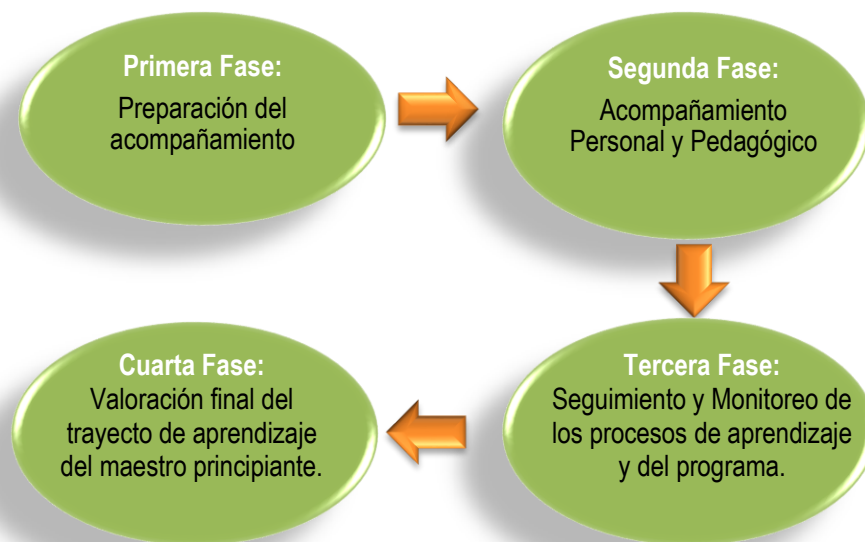 Primera Fase:
Preparación del
acompañamiento
Segunda Fase:
Acompañamiento
Personal y Pedagógico
Tercera Fase:
Seguimiento y Monitoreo de
los procesos de aprendizaje
y del programa.
Cuarta Fase:
Valoración final del
trayecto de aprendizaje
del maestro principiante.